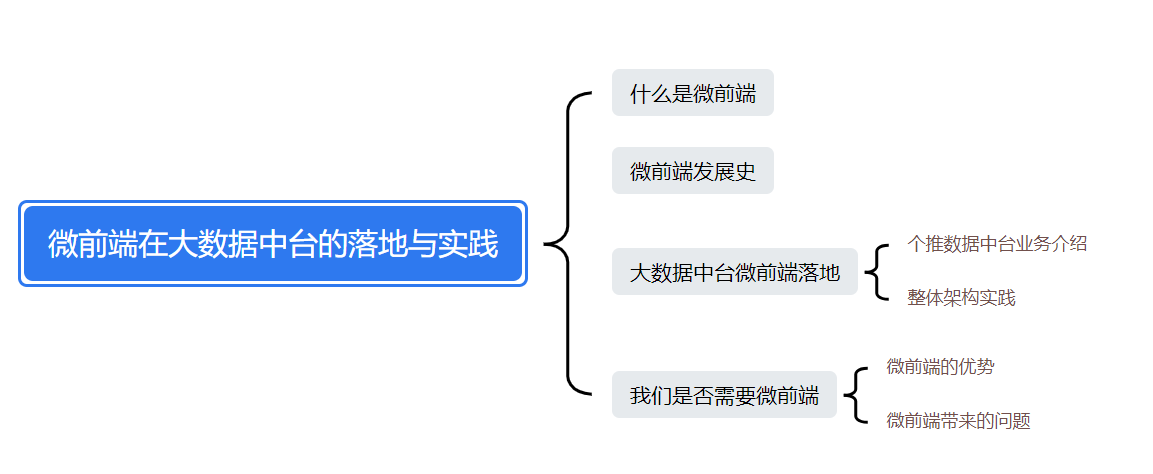 微前端在大数据中台的落地与实践
什么是微前端
微前端发展史
大数据中台微前端落地
个推数据中台业务介绍
整体架构实践
我们是否需要微前端
微前端的优势
微前端带来的问题